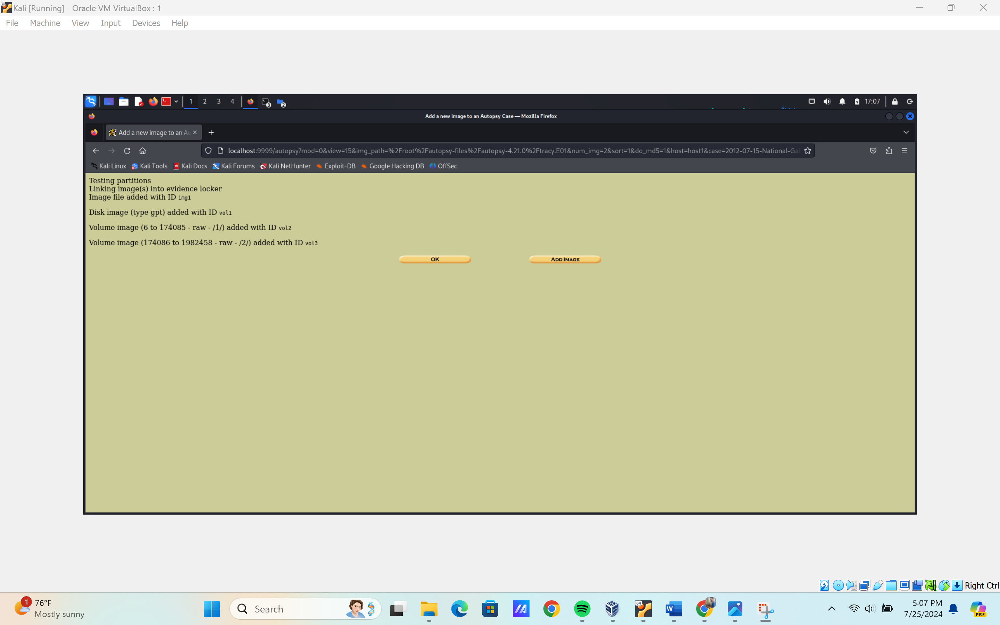 Kali [Running] - Oracle VM VirtualBox : 1
File Machine View Input Devices Help
1 2 3 4 3 2 17:07
Add a new image to an Autopsy Case — Mozilla Firefox
Add a new image to an Au
localhost:9999/autopsy?mod=0&view=15&img_path=%2Froot%2Fautopsy-files%2Fautopsy-4.21.0%2Ftracy.E01&num_img=2&sort=1&do_md5=1&host=host1&case=2012-07-15-National-Gal
Kali Linux Kali Tools Kali Docs Kali Forums Kali NetHunter Exploit-DB Google Hacking DB OffSec
Testing partitions
Linking image(s) into evidence locker
Image file added with ID img1
Disk image (type gpt) added with ID vol1
Volume image (6 to 174085 - raw - /1/) added with ID vol2
Volume image (174086 to 1982458 - raw - /2/) added with ID vol3
OK ADD IMAGE
Right Ctrl
1 76°F
Mostly sunny
Search
64
W
5:07 PM
7/25/2024
PRE